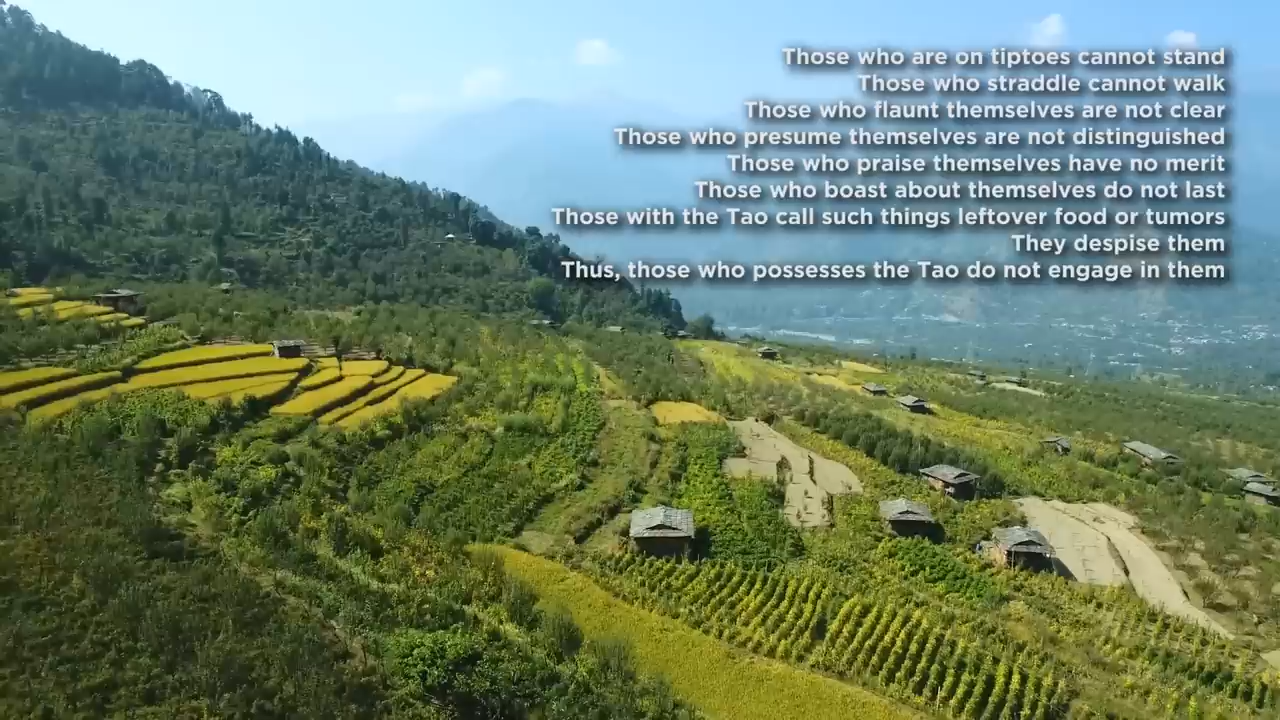 Those who are on tiptoes cannot stand
Those who straddle cannot walk
Those who flaunt themselves are not clear
Those who presume themselves are not distinguished
Those who praise themselves have no merit
Those who boast about themselves do not last
Those with the Tao call such things leftover food or tumors
They despise them
Thus, those who possesses the Tao do not engage in them